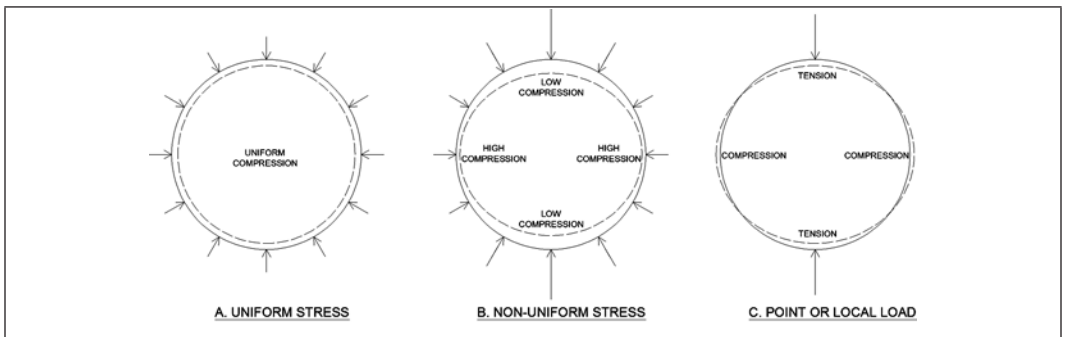 UNIFORM
COMPRESSION
A. UNIFORM STRESS
LOW
COMPRESSION
HIGH
COMPRESSION
HIGH
COMPRESSION
LOW
COMPRESSION
B. NON-UNIFORM STRESS
TENSION
COMPRESSION
COMPRESSION
TENSION
C. POINT OR LOCAL LOAD